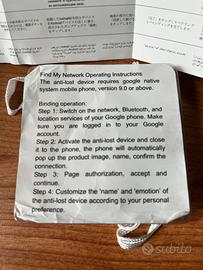 Find My Network Operating Instructions
The anti-lost device requires google native
system mobile phone, version 9.0 or above.
Binding operation:
Step 1: Switch on the network, Bluetooth, and
location services of your Google phone. Make
sure you are logged in to your Google
account.
Step 2: Activate the anti-lost device and close
it to the phone, the phone will automatically
pop up the product image, name, confirm the
connection.
Step 3: Page authorization, accept and
continue.
Step 4: Customize the 'name' and 'emotion' of
the anti-lost device according to your personal
preference.
subito